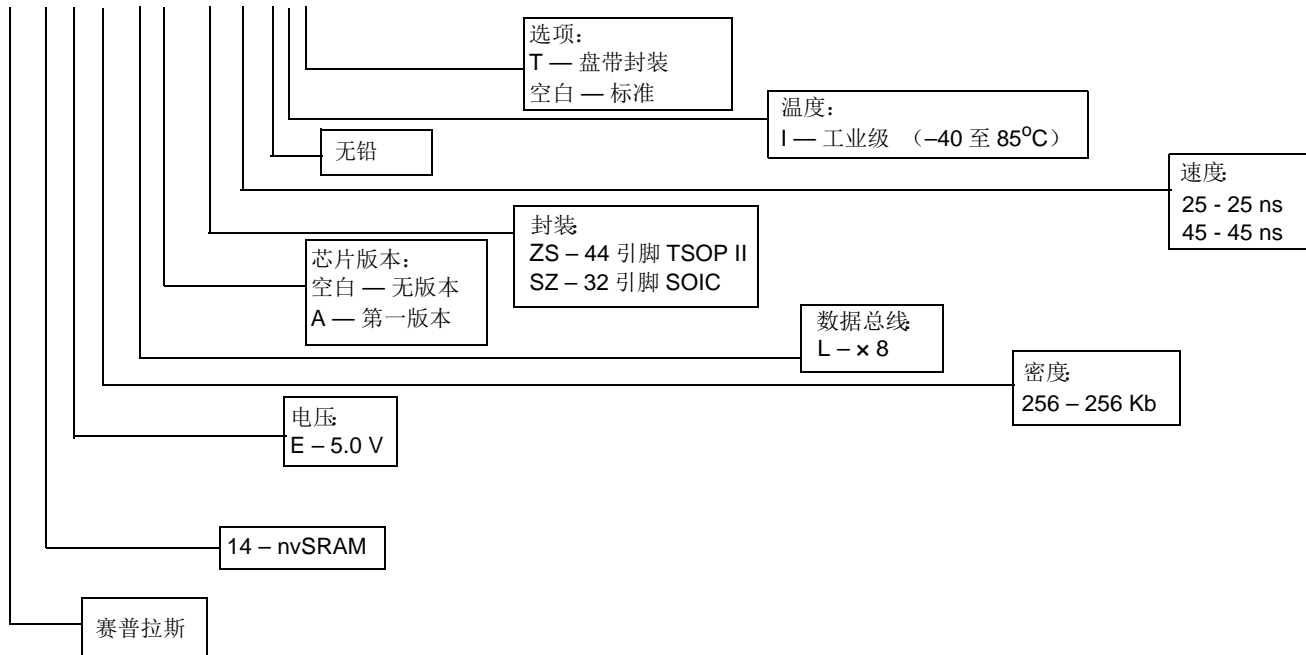 选项：
T — 盘带封装
空白 — 标准
温度：
I — 工业级 （–40 至 85⁰C）
无铅
速度：
25 - 25 ns
45 - 45 ns
封装：
ZS – 44 引脚 TSOP II
SZ – 32 引脚 SOIC
芯片版本：
空白 — 无版本
A — 第一版本
数据总线：
L – × 8
密度：
256 – 256 Kb
电压：
E – 5.0 V
14 – nvSRAM
赛普拉斯